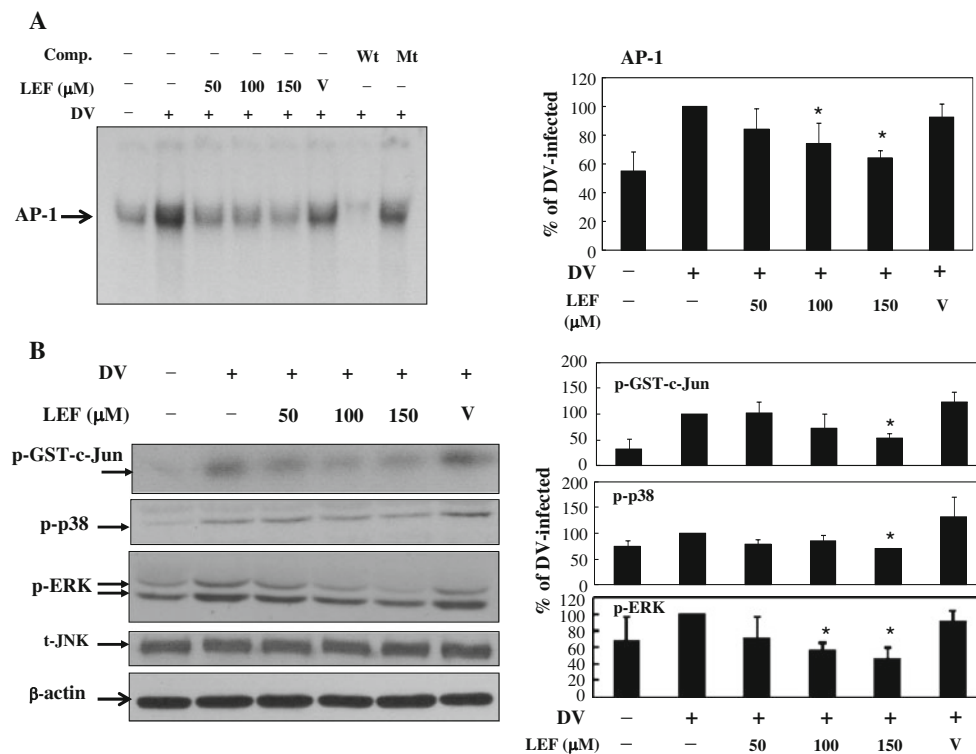 A
Comp. – – – – – – Wt Mt
LEF (μM) – – 50 100 150 V – –
DV – + + + + + + +
AP-1
AP-1
% of DV-infected
120
100
80
60
40
20
0
* *
DV – + + + + +
LEF (μM) – – 50 100 150 V
B
DV – + + + + +
LEF (μM) – – 50 100 150 V
p-GST-c-Jun
p-p38
p-ERK
t-JNK
β-actin
% of DV-infected
p-GST-c-Jun
200
150
100
50
0
*
p-p38
200
150
100
50
0
*
p-ERK
120
100
80
60
40
20
0
* *
DV – + + + + +
LEF (μM) – – 50 100 150 V